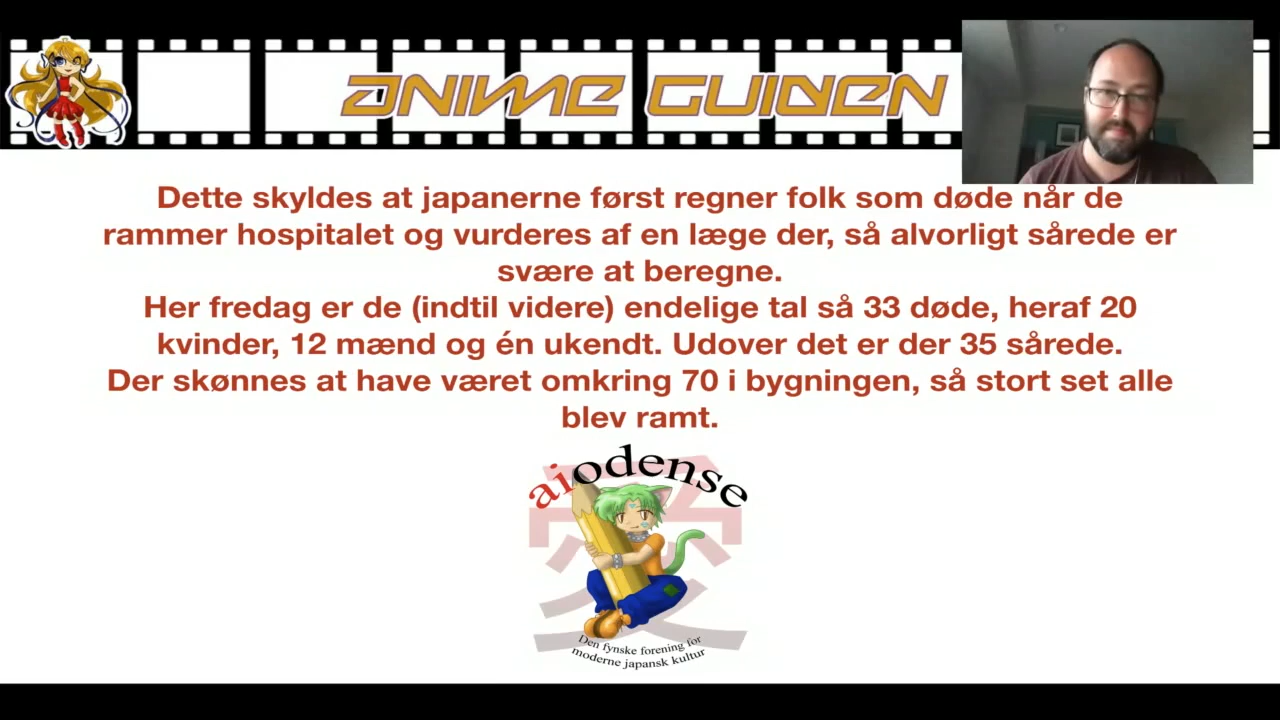 ANIME GUIDEN
Dette skyldes at japanerne først regner folk som døde når de
rammer hospitalet og vurderes af en læge der, så alvorligt sårede er
svære at beregne.
Her fredag er de (indtil videre) endelige tal så 33 døde, heraf 20
kvinder, 12 mænd og én ukendt. Udover det er der 35 sårede.
Der skønnes at have været omkring 70 i bygningen, så stort set alle
blev ramt.
aiodense
愛
Den fynske forening for
moderne japansk kultur